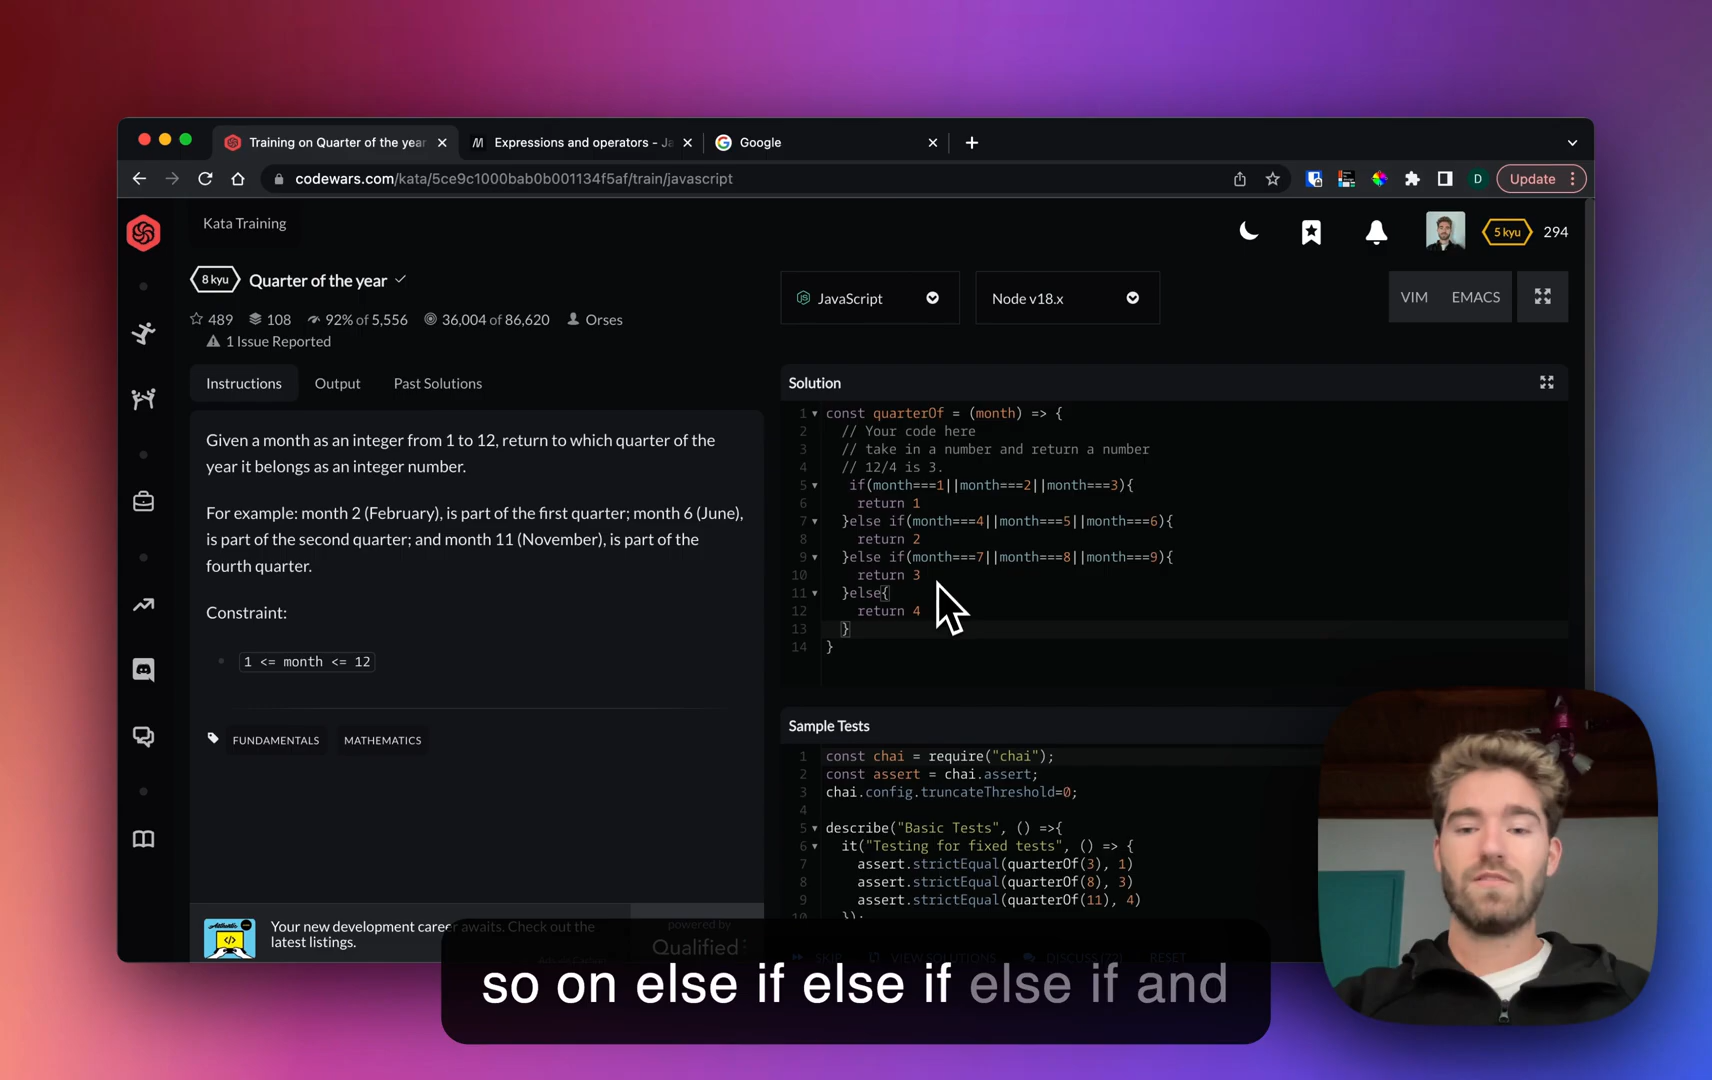 Training on Quarter of the year
Expressions and operators - Ja
Google
codewars.com/kata/5ce9c1000bab0b001134f5af/train/javascript
D
Update
Kata Training
5 kyu
294
8 kyu
Quarter of the year
489
108
92% of 5,556
36,004 of 86,620
Orses
1 Issue Reported
JavaScript
Node v18.x
VIM
EMACS
Instructions
Output
Past Solutions
Given a month as an integer from 1 to 12, return to which quarter of the
year it belongs as an integer number.
For example: month 2 (February), is part of the first quarter; month 6 (June),
is part of the second quarter; and month 11 (November), is part of the
fourth quarter.
Constraint:
1 <= month <= 12
FUNDAMENTALS
MATHEMATICS
Your new development career awaits. Check out the
latest listings.
powered by
Qualified
Solution
1 const quarterOf = (month) => {
2 // Your code here
3 // take in a number and return a number
4 // 12/4 is 3.
5 if(month===1||month===2||month===3){
6 return 1
7 }else if(month===4||month===5||month===6){
8 return 2
9 }else if(month===7||month===8||month===9){
10 return 3
11 }else{
12 return 4
13 }
14 }
Sample Tests
1 const chai = require("chai");
2 const assert = chai.assert;
3 chai.config.truncateThreshold=0;
4
5 describe("Basic Tests", () =>{
6 it("Testing for fixed tests", () => {
7 assert.strictEqual(quarterOf(3), 1)
8 assert.strictEqual(quarterOf(8), 3)
9 assert.strictEqual(quarterOf(11), 4)
10 });
SKIP
VIEW SOLUTIONS
DISCUSS (72)
RESET
so on else if else if else if and